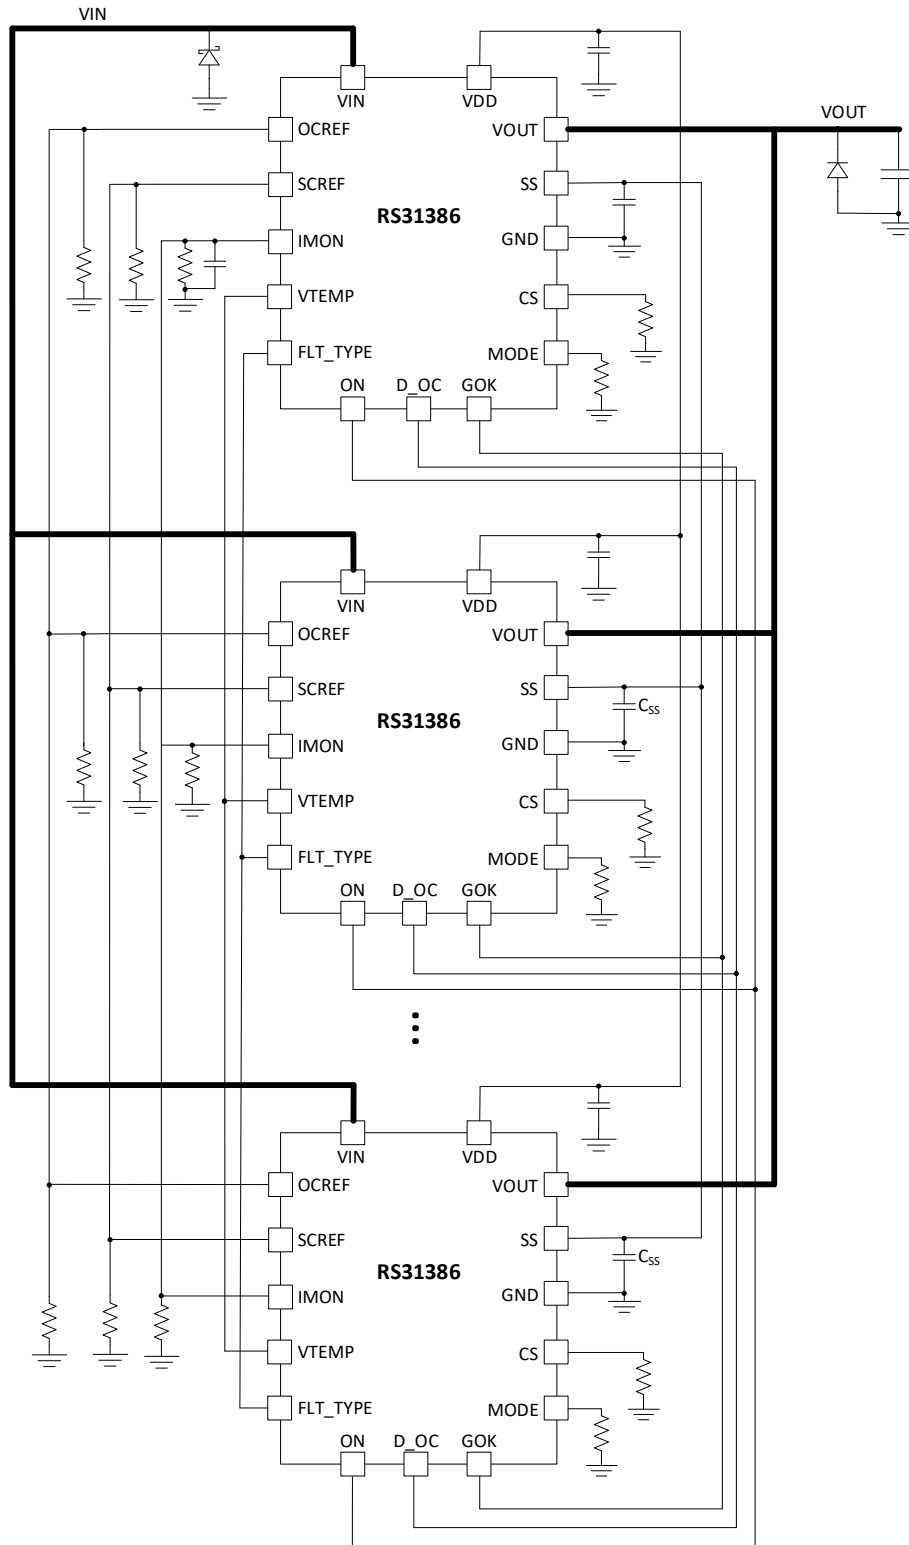 VIN
VIN
VDD
VOUT
OCREF
VOUT
SCREF
SS
RS31386
IMON
GND
VTEMP
CS
FLT_TYPE
MODE
ON
D_OC
GOK
VIN
VDD
OCREF
VOUT
SCREF
SS
CSS
RS31386
IMON
GND
VTEMP
CS
FLT_TYPE
MODE
ON
D_OC
GOK
VIN
VDD
OCREF
VOUT
SCREF
SS
CSS
RS31386
IMON
GND
VTEMP
CS
FLT_TYPE
MODE
ON
D_OC
GOK